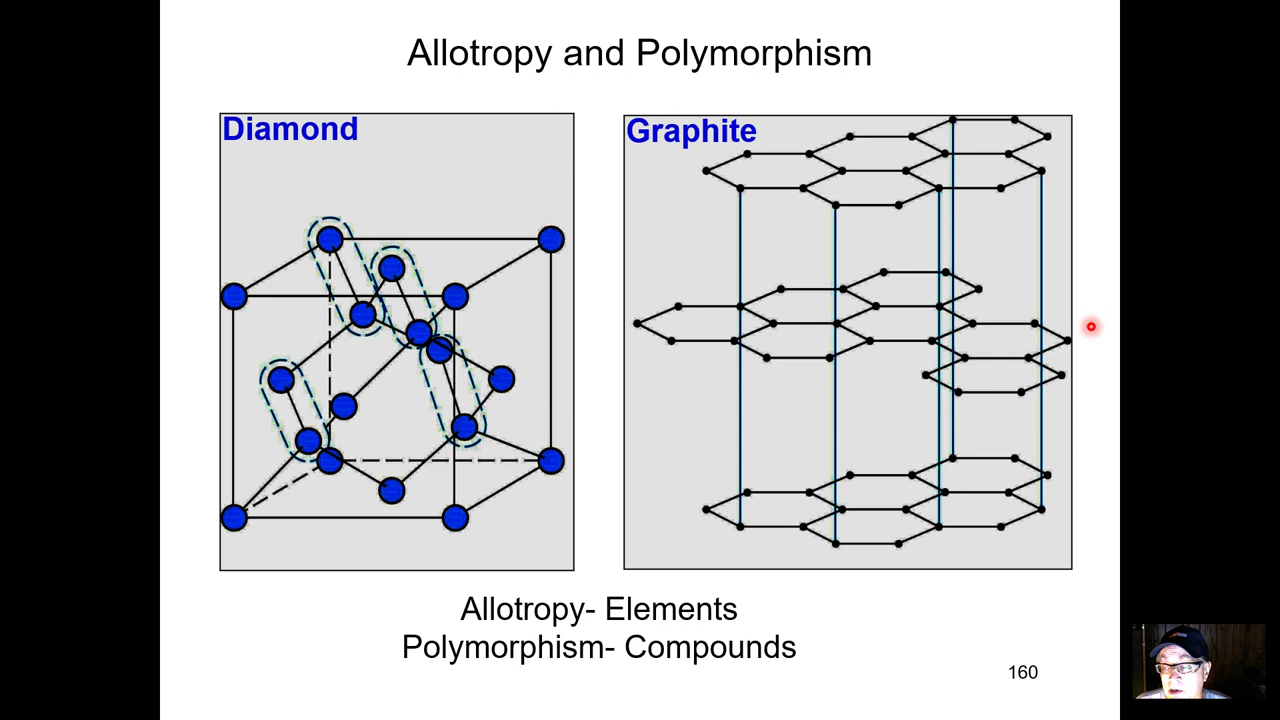 Allotropy and Polymorphism
Diamond
Graphite
Allotropy- Elements
Polymorphism- Compounds
160